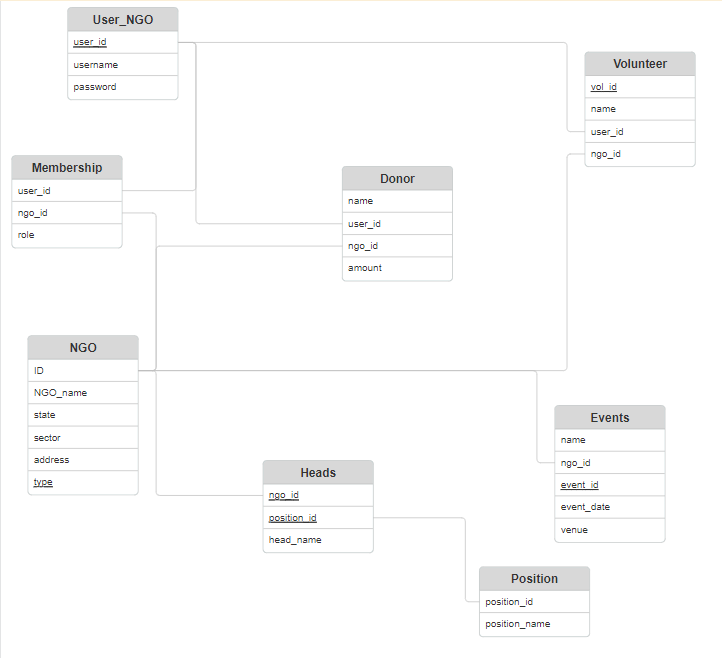 User_NGO
user_id
username
password
Volunteer
vol_id
name
user_id
ngo_id
Membership
user_id
ngo_id
role
Donor
name
user_id
ngo_id
amount
NGO
ID
NGO_name
state
sector
address
type
Events
name
ngo_id
event_id
event_date
venue
Heads
ngo_id
position_id
head_name
Position
position_id
position_name